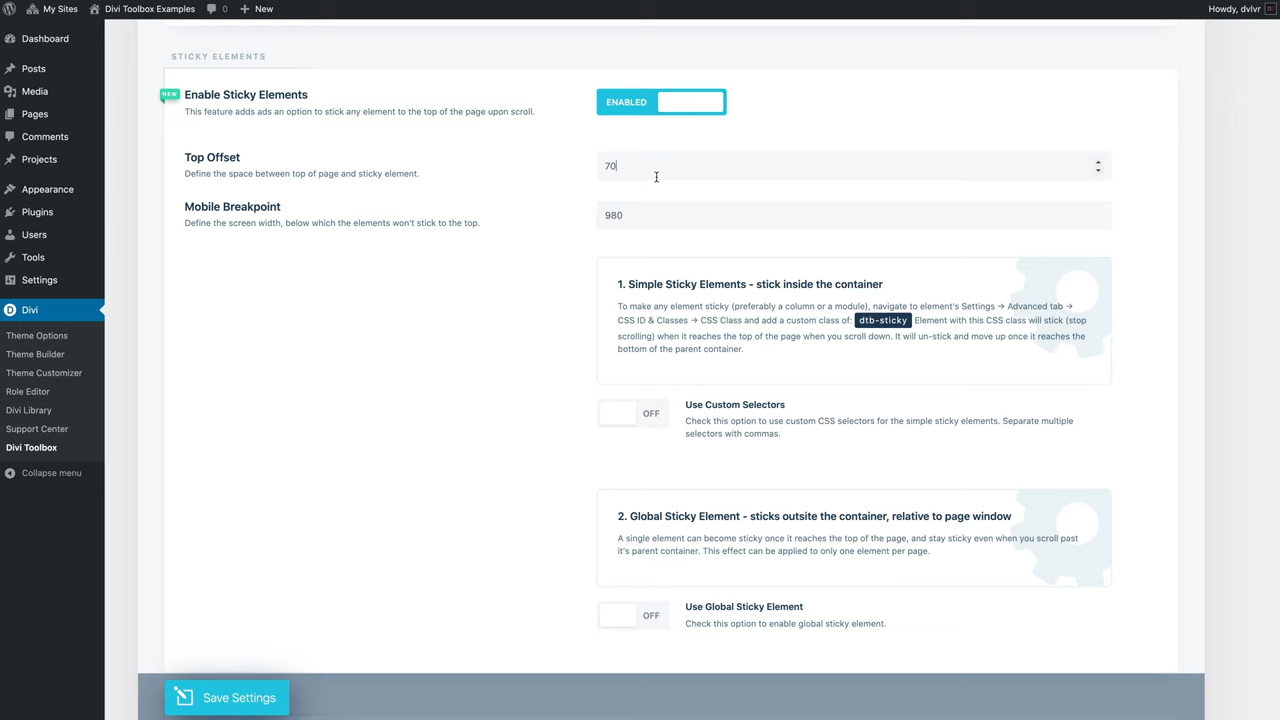 My Sites
Divi Toolbox Examples
0
New
Howdy, dvlvr
Dashboard
Posts
Media
Pages
Comments
Projects
Appearance
Plugins
Users
Tools
Settings
Divi
Theme Options
Theme Builder
Theme Customizer
Role Editor
Divi Library
Support Center
Divi Toolbox
Collapse menu
STICKY ELEMENTS
NEW
Enable Sticky Elements
This feature adds ads an option to stick any element to the top of the page upon scroll.
ENABLED
Top Offset
Define the space between top of page and sticky element.
70
Mobile Breakpoint
Define the screen width, below which the elements won't stick to the top.
980
1. Simple Sticky Elements - stick inside the container
To make any element sticky (preferably a column or a module), navigate to element's Settings → Advanced tab →
CSS ID & Classes → CSS Class and add a custom class of: dtb-sticky Element with this CSS class will stick (stop
scrolling) when it reaches the top of the page when you scroll down. It will un-stick and move up once it reaches the
bottom of the parent container.
OFF
Use Custom Selectors
Check this option to use custom CSS selectors for the simple sticky elements. Separate multiple
selectors with commas.
2. Global Sticky Element - sticks outsite the container, relative to page window
A single element can become sticky once it reaches the top of the page, and stay sticky even when you scroll past
it's parent container. This effect can be applied to only one element per page.
OFF
Use Global Sticky Element
Check this option to enable global sticky element.
Save Settings